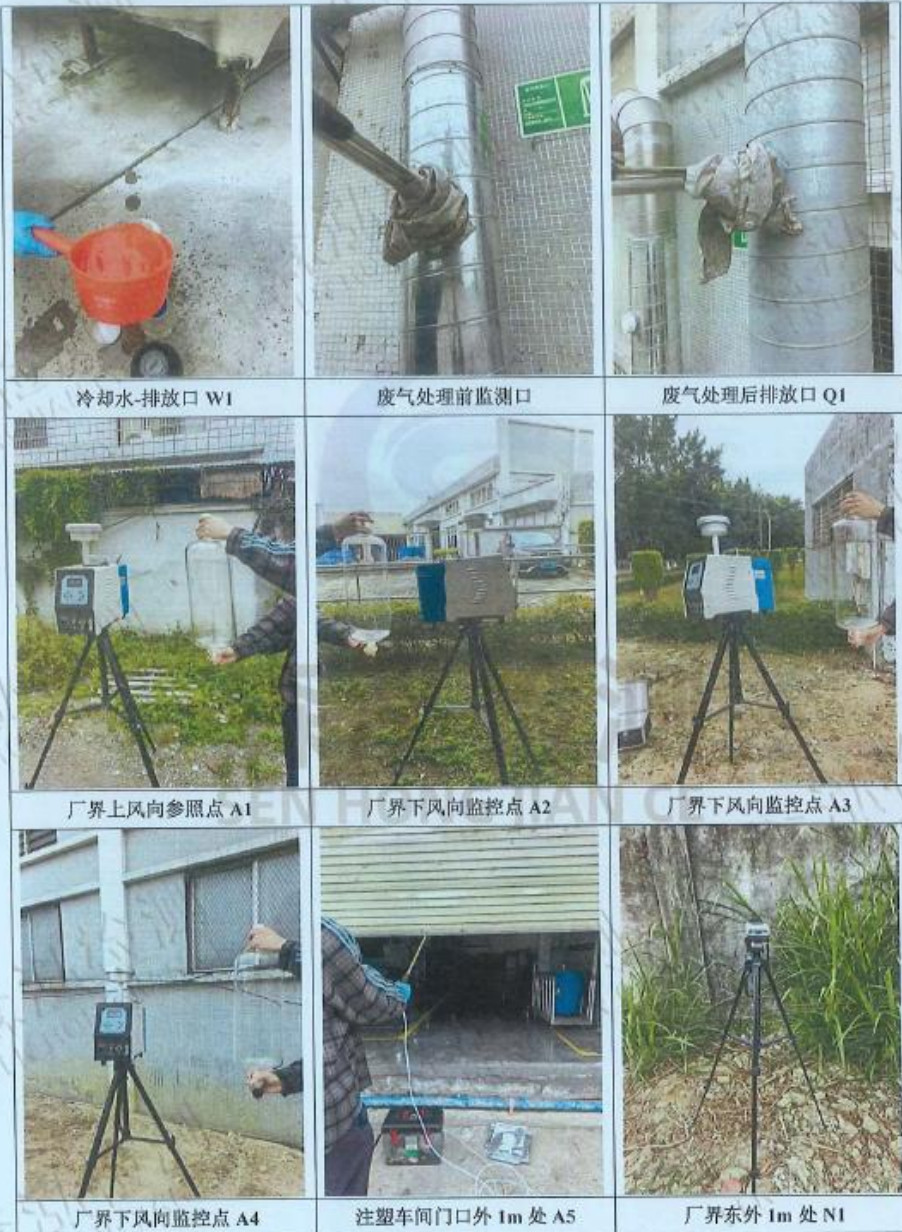 冷却水-排放口 W1
废气处理前监测口
废气处理后排放口 Q1
厂界上风向参照点 A1
厂界下风向监控点 A2
厂界下风向监控点 A3
厂界下风向监控点 A4
注塑车间门口外 1m 处 A5
厂界东外 1m 处 N1